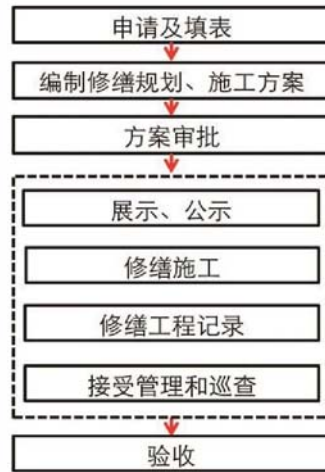 申请及填表
编制修缮规划、施工方案
方案审批
展示、公示
修缮施工
修缮工程记录
接受管理和巡查
验收